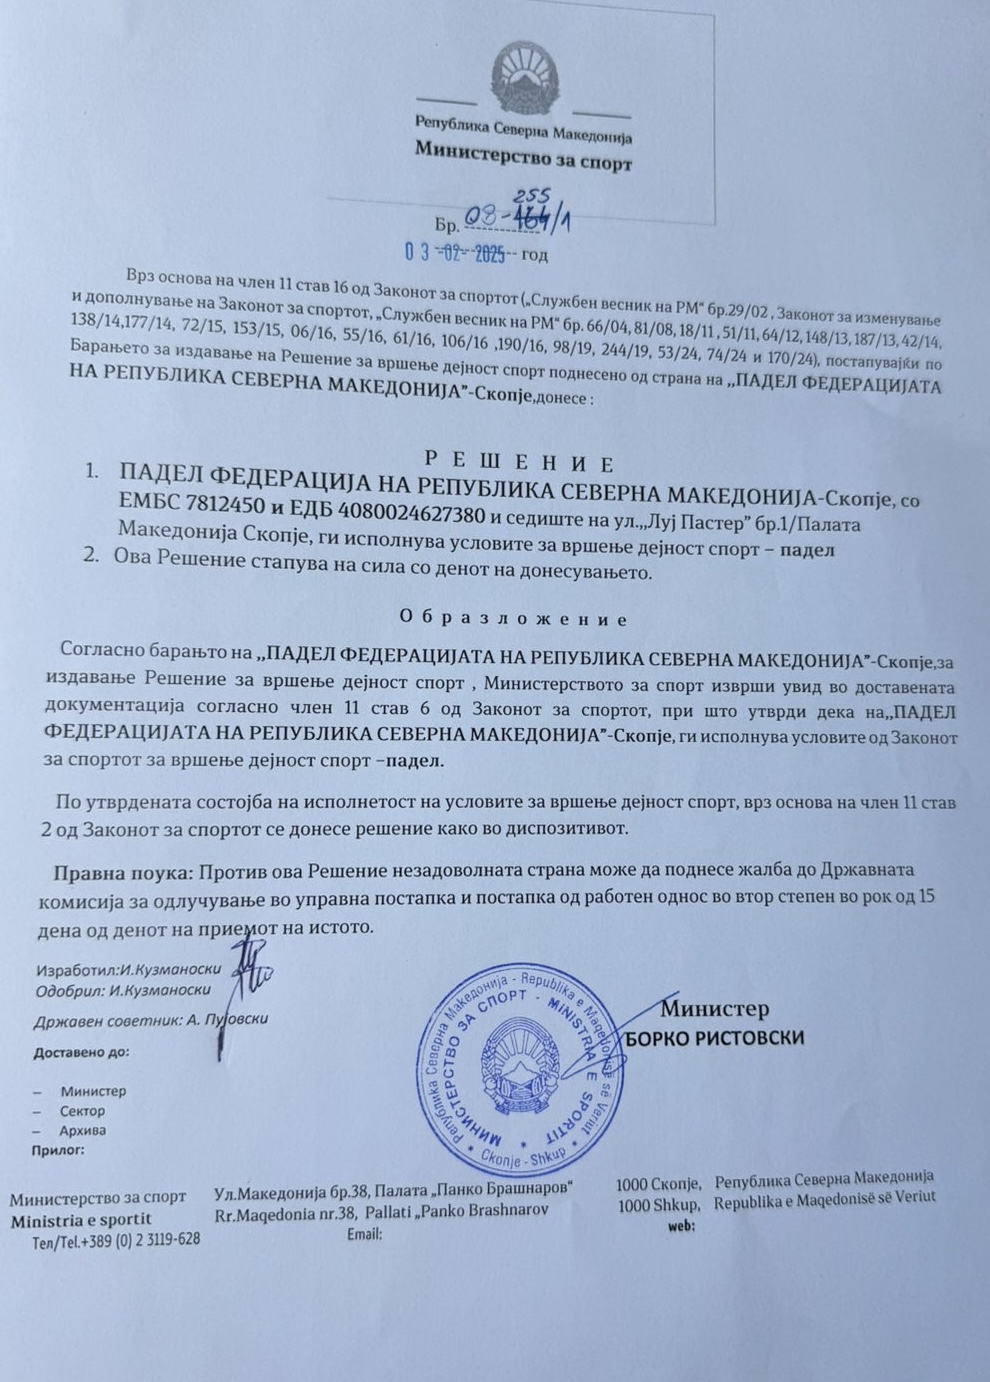 Република Северна Македонија
Министерство за спорт
255
Бр. 08-164/1
03 -02- 2025 год
Врз основа на член 11 став 16 од Законот за спортот („Службен весник на РМ“ бр.29/02 , Законот за изменување
и дополнување на Законот за спортот, „Службен весник на РМ“ бр. 66/04, 81/08, 18/11 , 51/11, 64/12, 148/13, 187/13, 42/14,
138/14,177/14, 72/15, 153/15, 06/16, 55/16, 61/16, 106/16 ,190/16, 98/19, 244/19, 53/24, 74/24 и 170/24), постапувајќи по
Барањето за издавање на Решение за вршење дејност спорт поднесено од страна на „ПАДЕЛ ФЕДЕРАЦИЈАТА
НА РЕПУБЛИКА СЕВЕРНА МАКЕДОНИЈА”-Скопје,донесе :
Р Е Ш Е Н И Е
1. ПАДЕЛ ФЕДЕРАЦИЈА НА РЕПУБЛИКА СЕВЕРНА МАКЕДОНИЈА-Скопје, со
ЕМБС 7812450 и ЕДБ 4080024627380 и седиште на ул.„Луј Пастер” бр.1/Палата
Македонија Скопје, ги исполнува условите за вршење дејност спорт – падел
2. Ова Решение стапува на сила со денот на донесувањето.
О б р а з л о ж е н и е
Согласно барањто на „ПАДЕЛ ФЕДЕРАЦИЈАТА НА РЕПУБЛИКА СЕВЕРНА МАКЕДОНИЈА”-Скопје,за
издавање Решение за вршење дејност спорт , Министерството за спорт изврши увид во доставената
документација согласно член 11 став 6 од Законот за спортот, при што утврди дека на„ПАДЕЛ
ФЕДЕРАЦИЈАТА НА РЕПУБЛИКА СЕВЕРНА МАКЕДОНИЈА”-Скопје, ги исполнува условите од Законот
за спортот за вршење дејност спорт –падел.
По утврдената состојба на исполнетост на условите за вршење дејност спорт, врз основа на член 11 став
2 од Законот за спортот се донесе решение како во диспозитивот.
Правна поука: Против ова Решение незадоволната страна може да поднесе жалба до Државната
комисија за одлучување во управна постапка и постапка од работен однос во втор степен во рок од 15
дена од денот на приемот на истото.
Изработил:И.Кузманоски
Одобрил: И.Кузманоски
Државен советник: А. Пујовски
Доставено до:
– Министер
– Сектор
– Архива
Прилог:
Република Северна Македонија - Republika e Maqedonisë së Veriut
МИНИСТЕРСТВО ЗА СПОРТ - MINISTRIA E SPORTIT
* Скопје - Shkup *
Министер
БОРКО РИСТОВСКИ
Министерство за спорт
Ministria e sportit
Тел/Tel.+389 (0) 2 3119-628
Ул.Македонија бр.38, Палата „Панко Брашнаров“
Rr.Maqedonia nr.38, Pallati „Panko Brashnarov
Email:
1000 Скопје, Република Северна Македонија
1000 Shkup, Republika e Maqedonisë së Veriut
web: